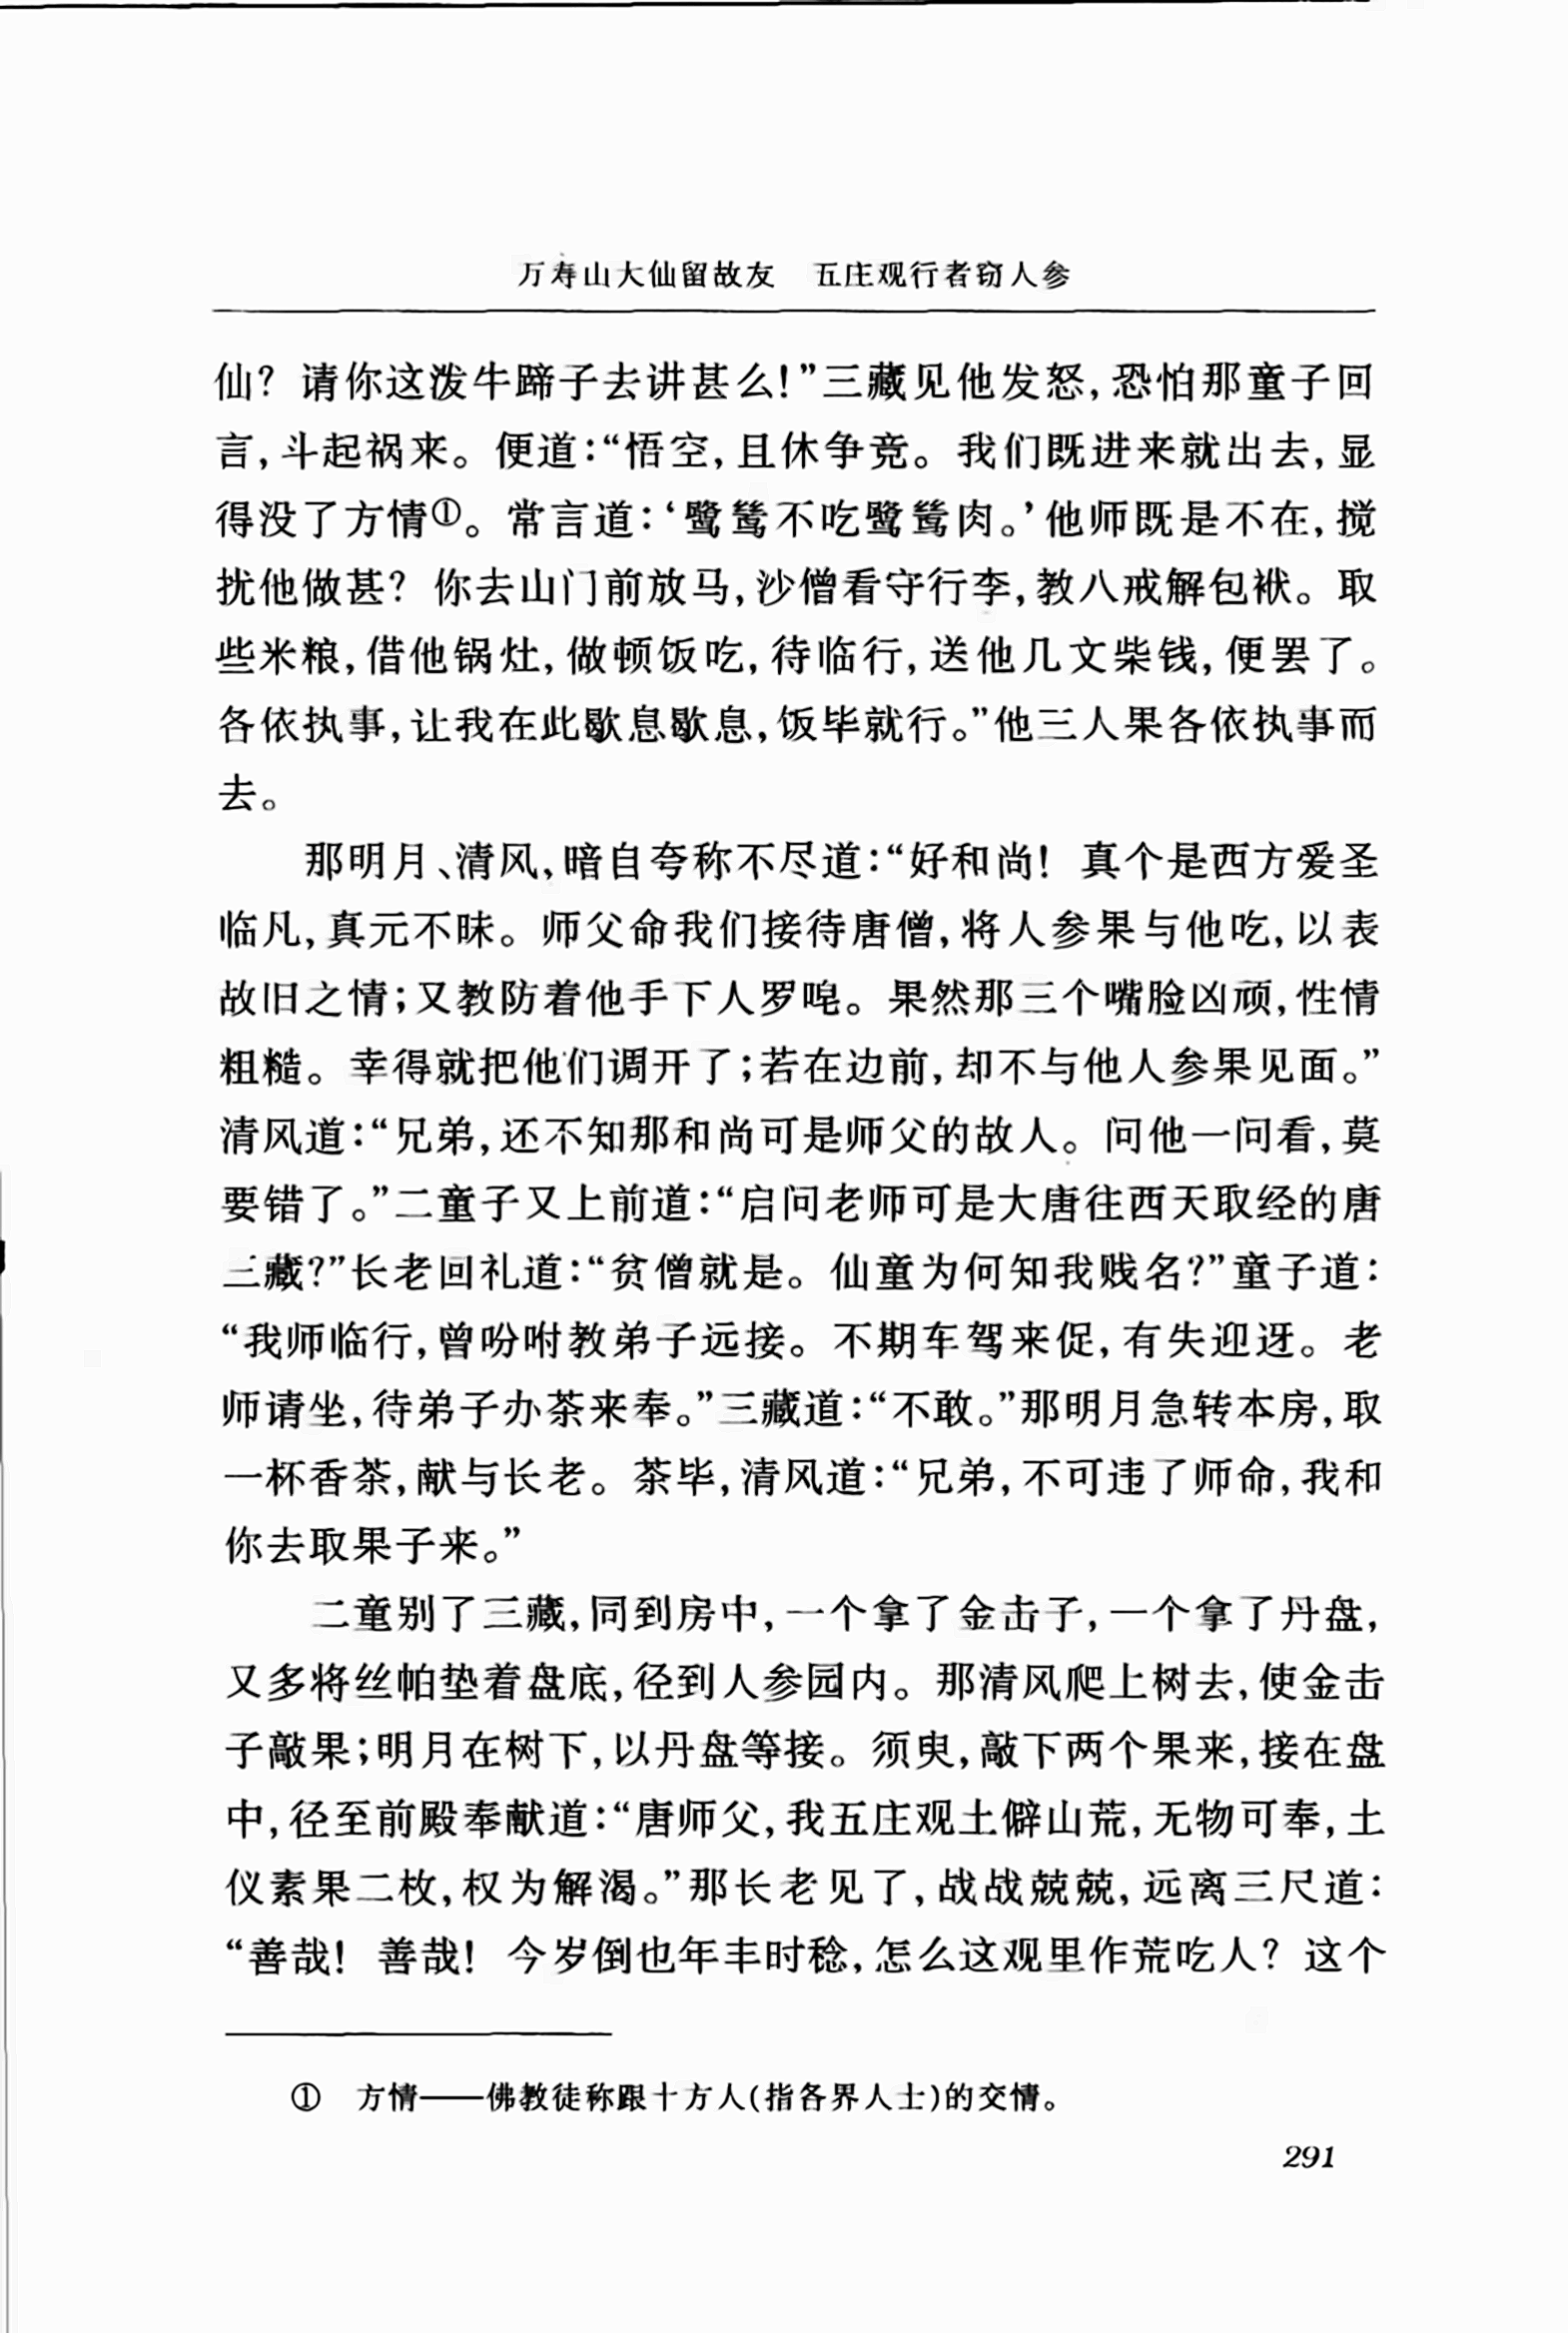 万寿山大仙留故友　五庄观行者窃人参
仙？请你这泼牛蹄子去讲甚么！”三藏见他发怒，恐怕那童子回
言，斗起祸来。便道：“悟空，且休争竞。我们既进来就出去，显
得没了方情①。常言道：‘鹭鸶不吃鹭鸶肉。’他师既是不在，搅
扰他做甚？你去山门前放马，沙僧看守行李，教八戒解包袱。取
些米粮，借他锅灶，做顿饭吃，待临行，送他几文柴钱，便罢了。
各依执事，让我在此歇息歇息，饭毕就行。”他三人果各依执事而
去。
那明月、清风，暗自夸称不尽道：“好和尚！真个是西方爱圣
临凡，真元不昧。师父命我们接待唐僧，将人参果与他吃，以表
故旧之情；又教防着他手下人罗唣。果然那三个嘴脸凶顽，性情
粗糙。幸得就把他们调开了；若在边前，却不与他人参果见面。”
清风道：“兄弟，还不知那和尚可是师父的故人。问他一问看，莫
要错了。”二童子又上前道：“启问老师可是大唐往西天取经的唐
三藏？”长老回礼道：“贫僧就是。仙童为何知我贱名？”童子道：
“我师临行，曾吩咐教弟子远接。不期车驾来促，有失迎迓。老
师请坐，待弟子办茶来奉。”三藏道：“不敢。”那明月急转本房，取
一杯香茶，献与长老。茶毕，清风道：“兄弟，不可违了师命，我和
你去取果子来。”
二童别了三藏，同到房中，一个拿了金击子，一个拿了丹盘，
又多将丝帕垫着盘底，径到人参园内。那清风爬上树去，使金击
子敲果；明月在树下，以丹盘等接。须臾，敲下两个果来，接在盘
中，径至前殿奉献道：“唐师父，我五庄观土僻山荒，无物可奉，土
仪素果二枚，权为解渴。”那长老见了，战战兢兢，远离三尺道：
“善哉！善哉！今岁倒也年丰时稔，怎么这观里作荒吃人？这个
①　方情——佛教徒称跟十方人(指各界人士)的交情。
291